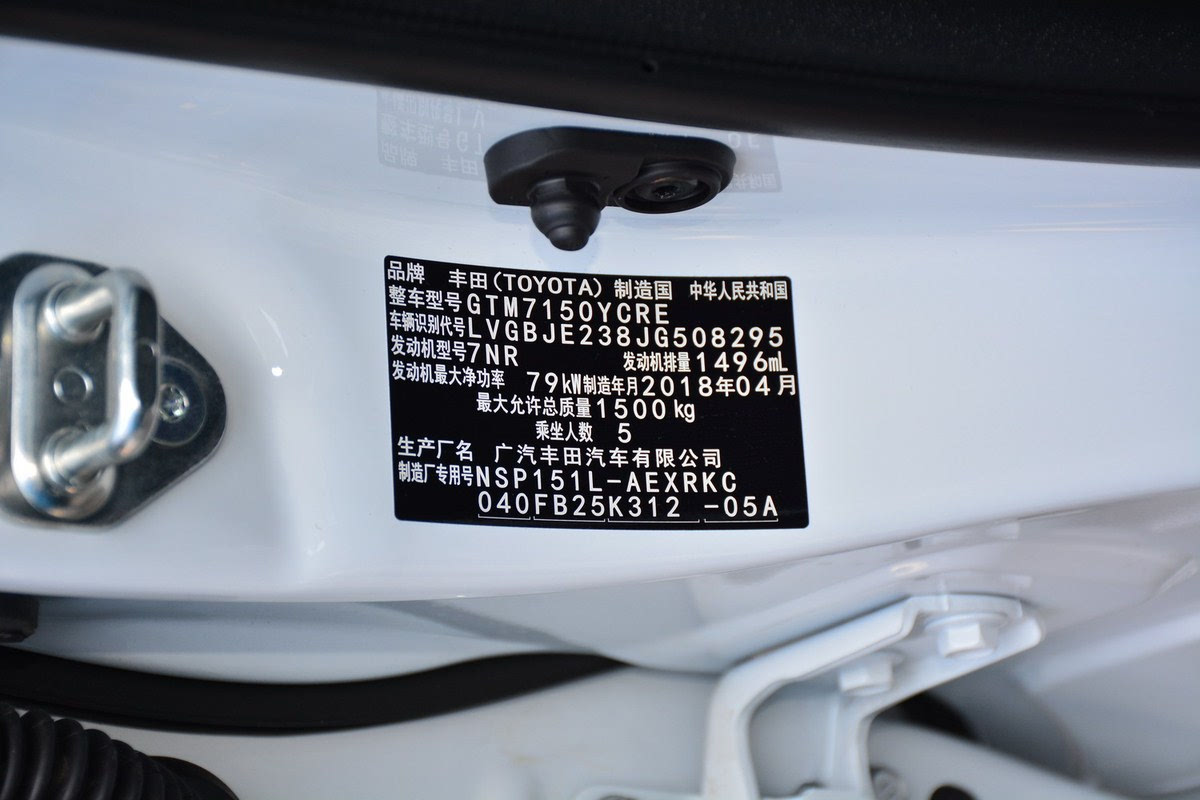 品牌 丰田(TOYOTA) 制造国 中华人民共和国
整车型号GTM7150YCRE
车辆识别代号LVGBJE238JG508295
发动机型号7NR 发动机排量1496mL
发动机最大净功率 79kW制造年月2018年04月
最大允许总质量1500kg
乘坐人数 5
生产厂名 广汽丰田汽车有限公司
制造厂专用号NSP151L-AEXRKC
040FB25K312 -05A